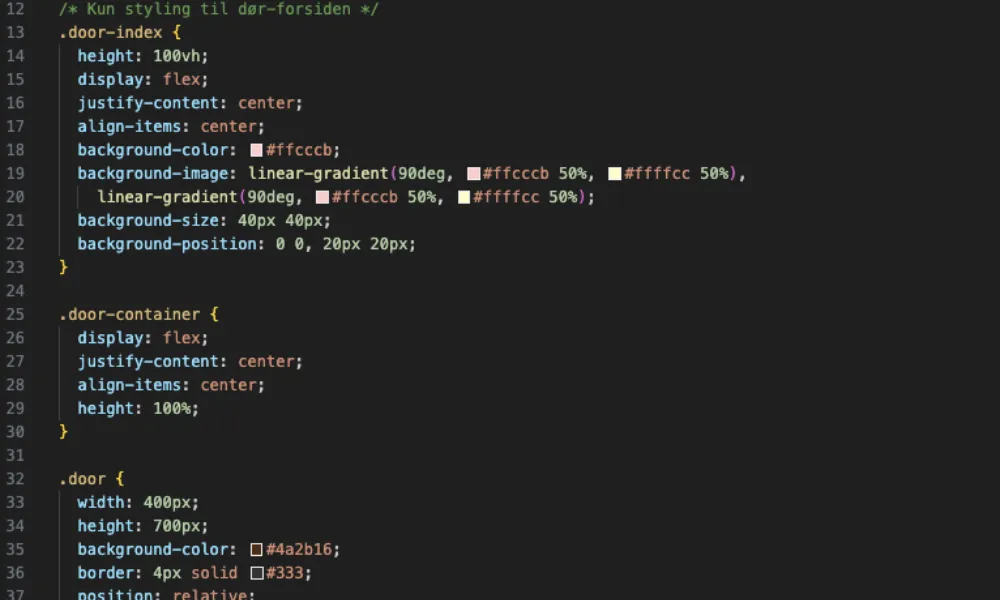 12 /* Kun styling til dør-forsiden */
13 .door-index {
14 height: 100vh;
15 display: flex;
16 justify-content: center;
17 align-items: center;
18 background-color: #ffcccb;
19 background-image: linear-gradient(90deg, #ffcccb 50%, #ffffcc 50%),
20 linear-gradient(90deg, #ffcccb 50%, #ffffcc 50%);
21 background-size: 40px 40px;
22 background-position: 0 0, 20px 20px;
23 }
24
25 .door-container {
26 display: flex;
27 justify-content: center;
28 align-items: center;
29 height: 100%;
30 }
31
32 .door {
33 width: 400px;
34 height: 700px;
35 background-color: #4a2b16;
36 border: 4px solid #333;
37 position: relative;